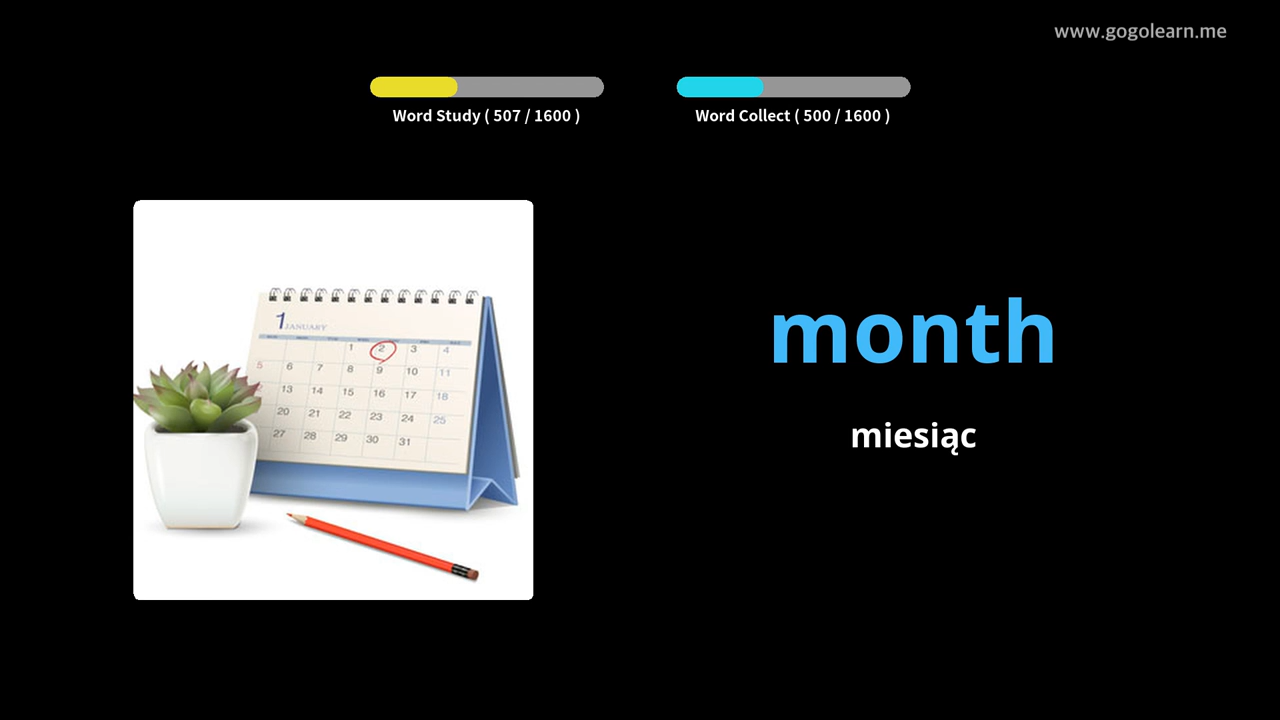 www.gogolearn.me
Word Study ( 507 / 1600 )
Word Collect ( 500 / 1600 )
1 JANUARY
1 2 3 4
5 6 7 8 9 10 11
13 14 15 16 17 18
20 21 22 23 24 25
27 28 29 30 31
month
miesiąc